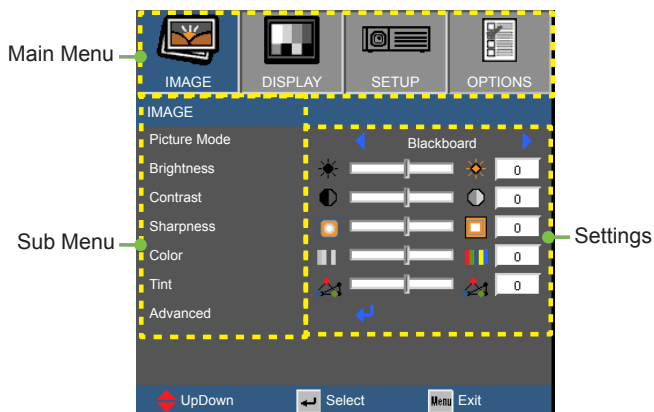 Main Menu
IMAGE DISPLAY SETUP OPTIONS
IMAGE
Picture Mode Blackboard
Brightness 0
Contrast 0
Sharpness 0
Sub Menu
Settings
Color 0
Tint 0
Advanced
UpDown Select Menu Exit